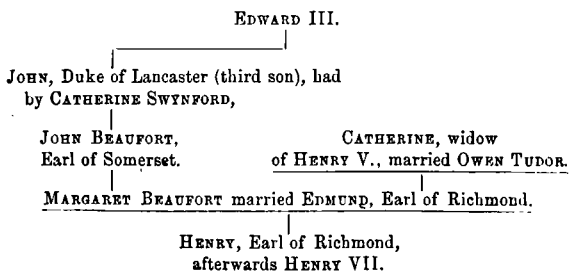 EDWARD III.
JOHN, Duke of Lancaster (third son), had
by CATHERINE SWYNFORD,
JOHN BEAUFORT,
Earl of Somerset.
CATHERINE, widow
of HENRY V., married OWEN TUDOR.
MARGARET BEAUFORT married EDMUND, Earl of Richmond.
HENRY, Earl of Richmond,
afterwards HENRY VII.